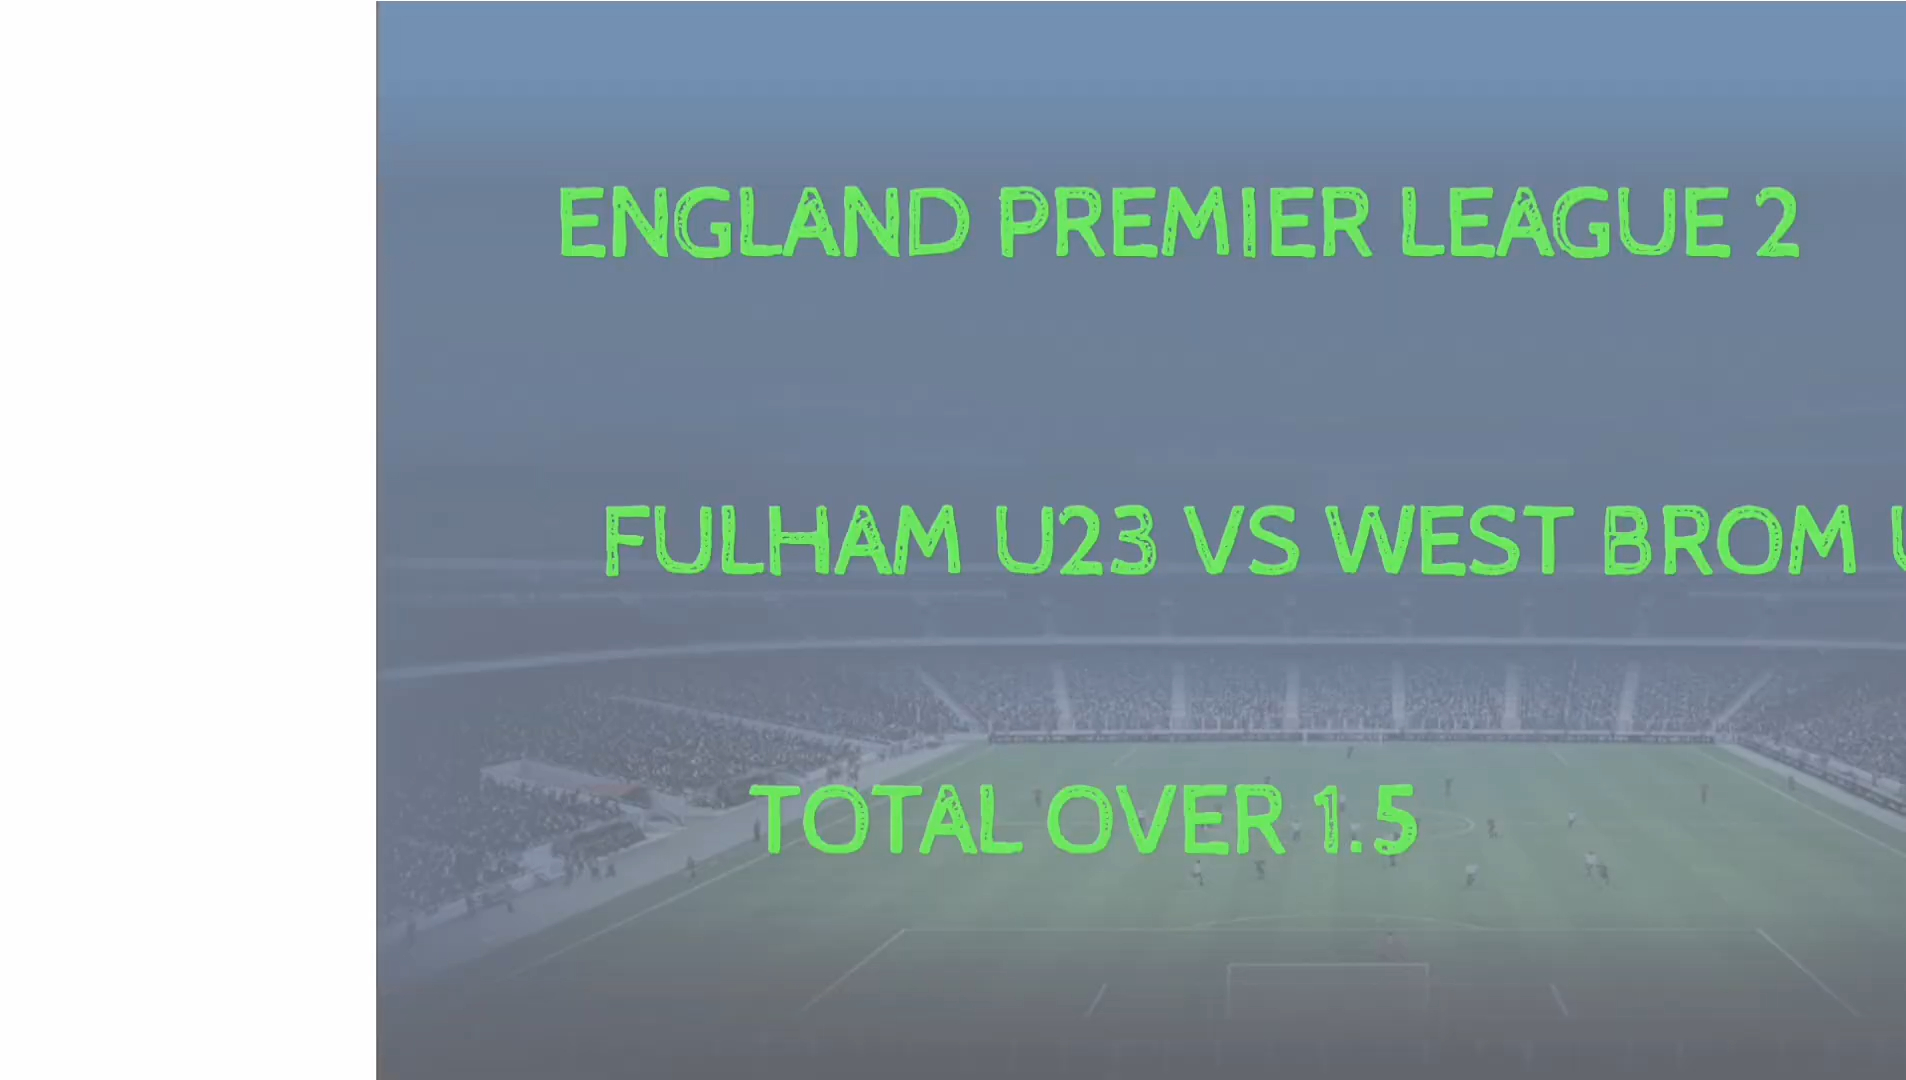 ENGLAND PREMIER LEAGUE 2
FULHAM U23 VS WEST BROM
TOTAL OVER 1.5